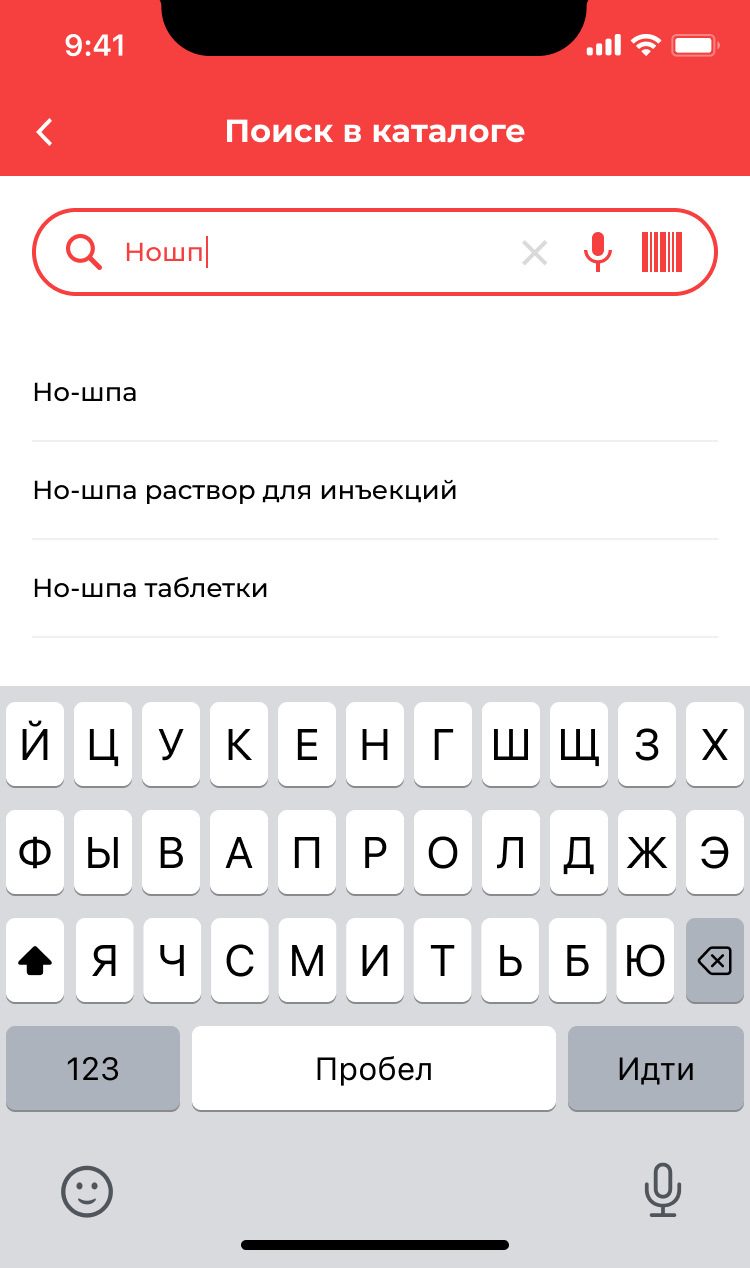 9:41
Поиск в каталоге
Ношп
Но-шпа
Но-шпа раствор для инъекций
Но-шпа таблетки
Й Ц У К Е Н Г Ш Щ З Х
Ф Ы В А П Р О Л Д Ж Э
Я Ч С М И Т Ь Б Ю
123 Пробел Идти